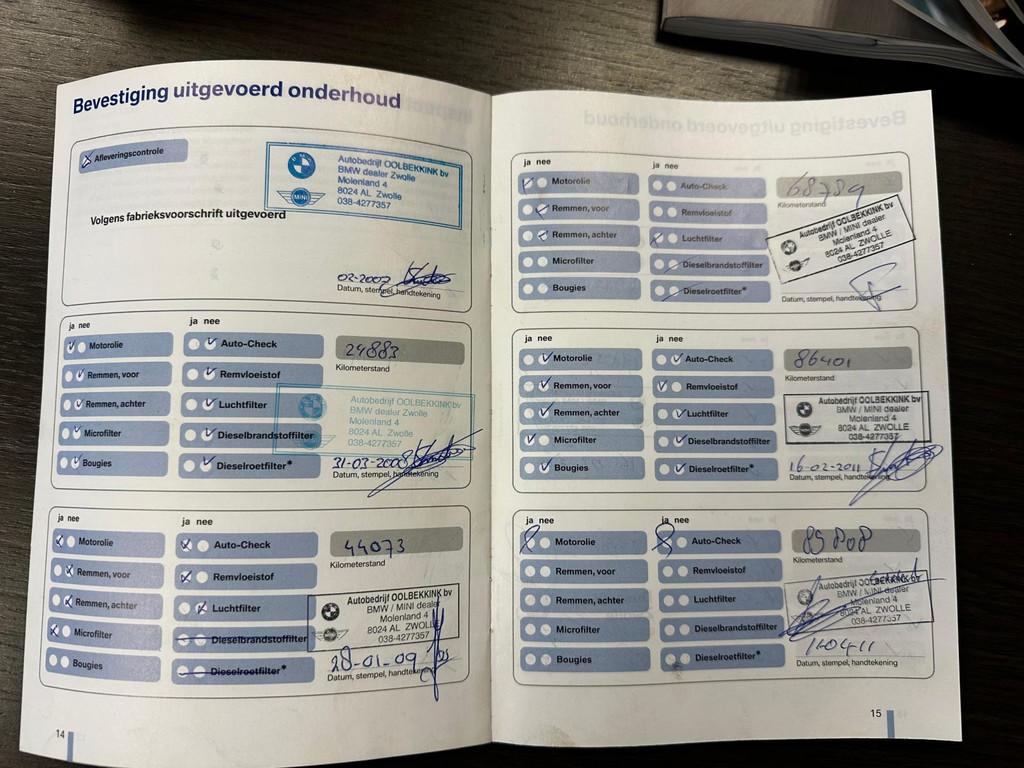 Bevestiging uitgevoerd onderhoud
Afleveringscontrole
Autobedrijf OOLBEKKINK bv
BMW dealer Zwolle
Molenland 4
8024 AL Zwolle
038-4277357
MINI
Volgens fabrieksvoorschrift uitgevoerd
02-2007
Datum, stempel, handtekening
ja nee
ja nee
Motorolie
Auto-Check
24883
Kilometerstand
Remmen, voor
Remvloeistof
Remmen, achter
Luchtfilter
Microfilter
Dieselbrandstoffilter
Bougies
Dieselroetfilter*
Autobedrijf OOLBEKKINK bv
BMW dealer Zwolle
Molenland 4
8024 AL Zwolle
038-4277357
31-03-2008
Datum, stempel, handtekening
ja nee
ja nee
Motorolie
Auto-Check
44073
Kilometerstand
Remmen, voor
Remvloeistof
Remmen, achter
Luchtfilter
Microfilter
Dieselbrandstoffilter
Bougies
Dieselroetfilter*
Autobedrijf OOLBEKKINK bv
BMW / MINI dealer
Molenland 4
8024 AL ZWOLLE
038-4277357
28-01-09
Datum, stempel, handtekening
14
ja nee
ja nee
Motorolie
Auto-Check
68789
Kilometerstand
Remmen, voor
Remvloeistof
Remmen, achter
Luchtfilter
Microfilter
Dieselbrandstoffilter
Bougies
Dieselroetfilter*
Autobedrijf OOLBEKKINK bv
BMW / MINI dealer
Molenland 4
8024 AL ZWOLLE
038-4277357
Datum, stempel, handtekening
ja nee
ja nee
Motorolie
Auto-Check
86401
Kilometerstand
Remmen, voor
Remvloeistof
Remmen, achter
Luchtfilter
Microfilter
Dieselbrandstoffilter
Bougies
Dieselroetfilter*
Autobedrijf OOLBEKKINK bv
BMW / MINI dealer
Molenland 4
8024 AL ZWOLLE
038-4277357
16-02-2011
Datum, stempel, handtekening
ja nee
ja nee
Motorolie
Auto-Check
Kilometerstand
Remmen, voor
Remvloeistof
Remmen, achter
Luchtfilter
Microfilter
Dieselbrandstoffilter
Bougies
Dieselroetfilter*
Autobedrijf OOLBEKKINK bv
BMW / MINI dealer
Molenland 4
8024 AL ZWOLLE
038-4277357
Datum, stempel, handtekening
15